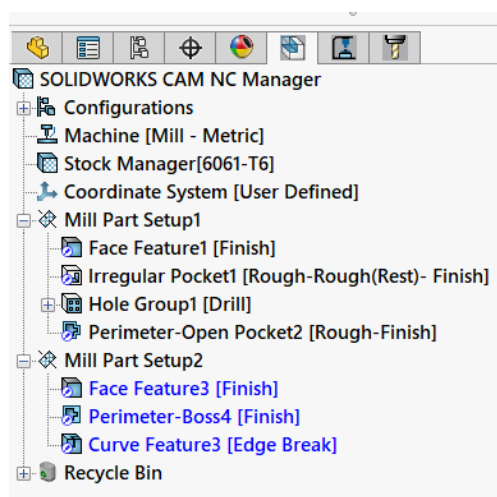 SOLIDWORKS CAM NC Manager
Configurations
Machine [Mill - Metric]
Stock Manager[6061-T6]
Coordinate System [User Defined]
Mill Part Setup1
Face Feature1 [Finish]
Irregular Pocket1 [Rough-Rough(Rest)- Finish]
Hole Group1 [Drill]
Perimeter-Open Pocket2 [Rough-Finish]
Mill Part Setup2
Face Feature3 [Finish]
Perimeter-Boss4 [Finish]
Curve Feature3 [Edge Break]
Recycle Bin